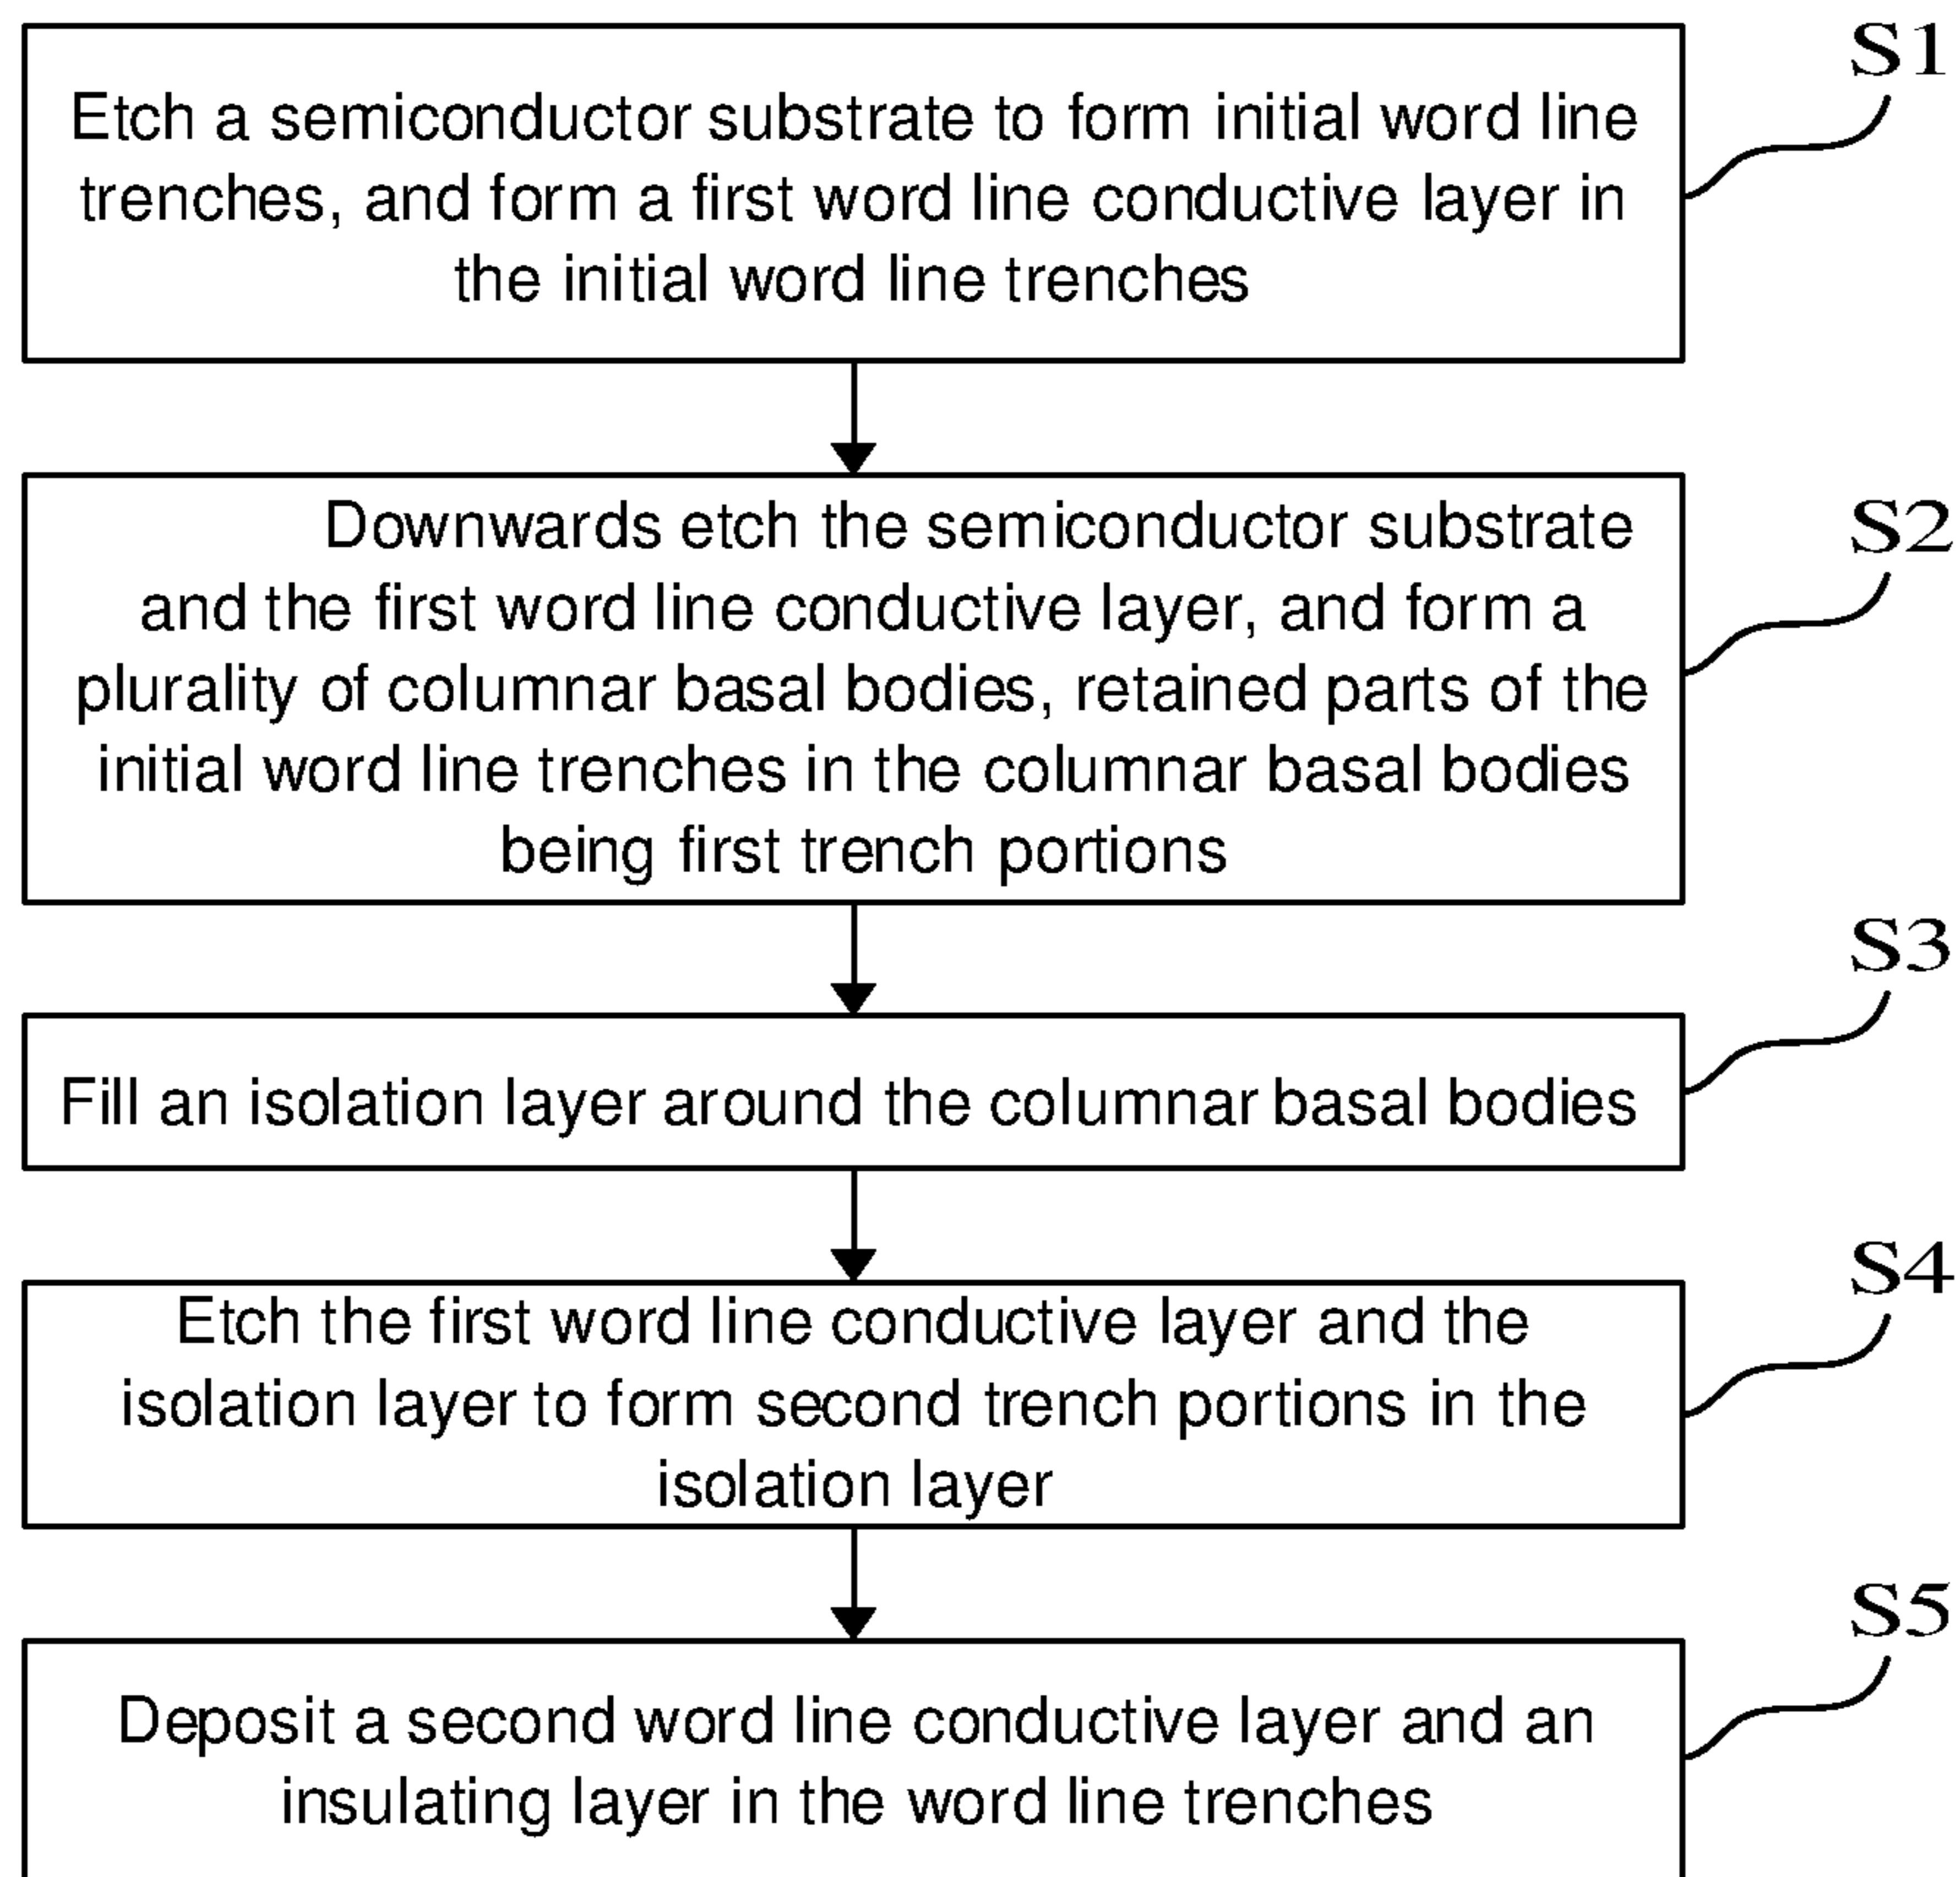 S1
Etch a semiconductor substrate to form initial word line
trenches, and form a first word line conductive layer in
the initial word line trenches
S2
Downwards etch the semiconductor substrate
and the first word line conductive layer, and form a
plurality of columnar basal bodies, retained parts of the
initial word line trenches in the columnar basal bodies
being first trench portions
S3
Fill an isolation layer around the columnar basal bodies
S4
Etch the first word line conductive layer and the
isolation layer to form second trench portions in the
isolation layer
S5
Deposit a second word line conductive layer and an
insulating layer in the word line trenches